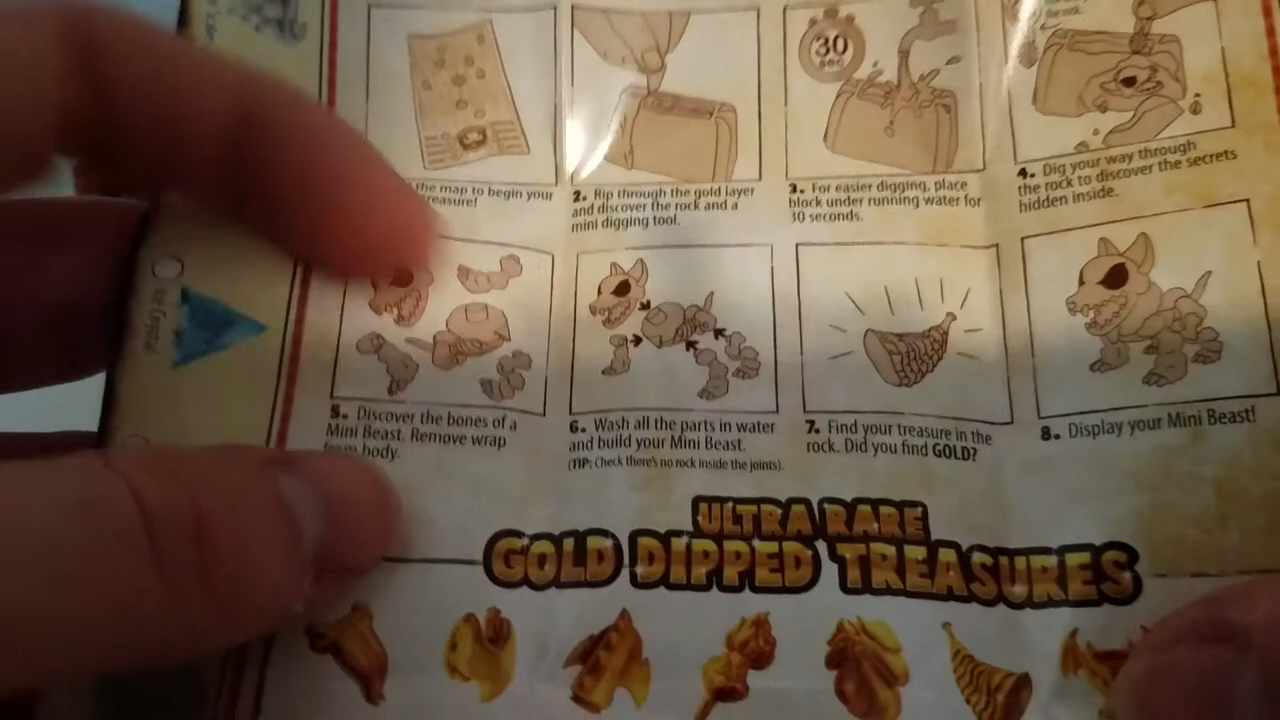 30
SEC
the rock.
the map to begin your
treasure!
2. Rip through the gold layer
and discover the rock and a
mini digging tool.
3. For easier digging, place
block under running water for
30 seconds.
4. Dig your way through
the rock to discover the secrets
hidden inside.
5. Discover the bones of a
Mini Beast. Remove wrap
from body.
6. Wash all the parts in water
and build your Mini Beast.
(TIP: Check there's no rock inside the joints).
7. Find your treasure in the
rock. Did you find GOLD?
8. Display your Mini Beast!
ULTRA RARE
GOLD DIPPED TREASURES